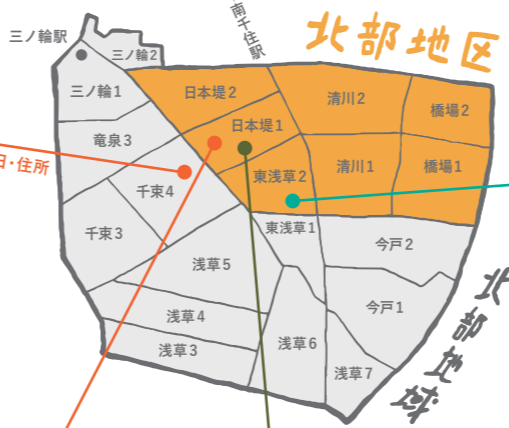 南千住駅
北部地区
三ノ輪駅
三ノ輪2
三ノ輪1
日本堤2
清川2
橋場2
竜泉3
日本堤1
清川1
橋場1
日・住所
千束4
東浅草2
千束3
東浅草1
今戸2
浅草5
浅草4
今戸1
浅草3
浅草6
浅草7
北部地域